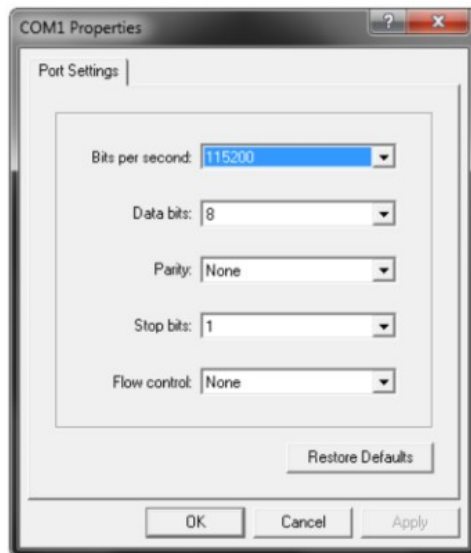 COM1 Properties
Port Settings
Bits per second: 115200
Data bits: 8
Parity: None
Stop bits: 1
Flow control: None
Restore Defaults
OK Cancel Apply